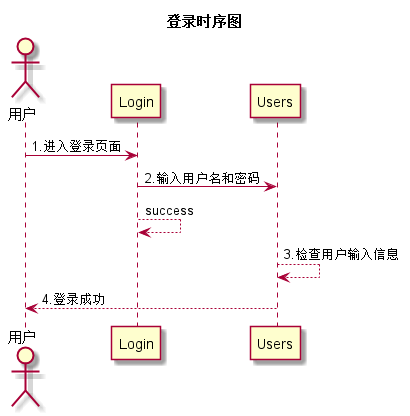 登录时序图
用户
Login
Users
1.进入登录页面
2.输入用户名和密码
success
3.检查用户输入信息
4.登录成功
用户
Login
Users